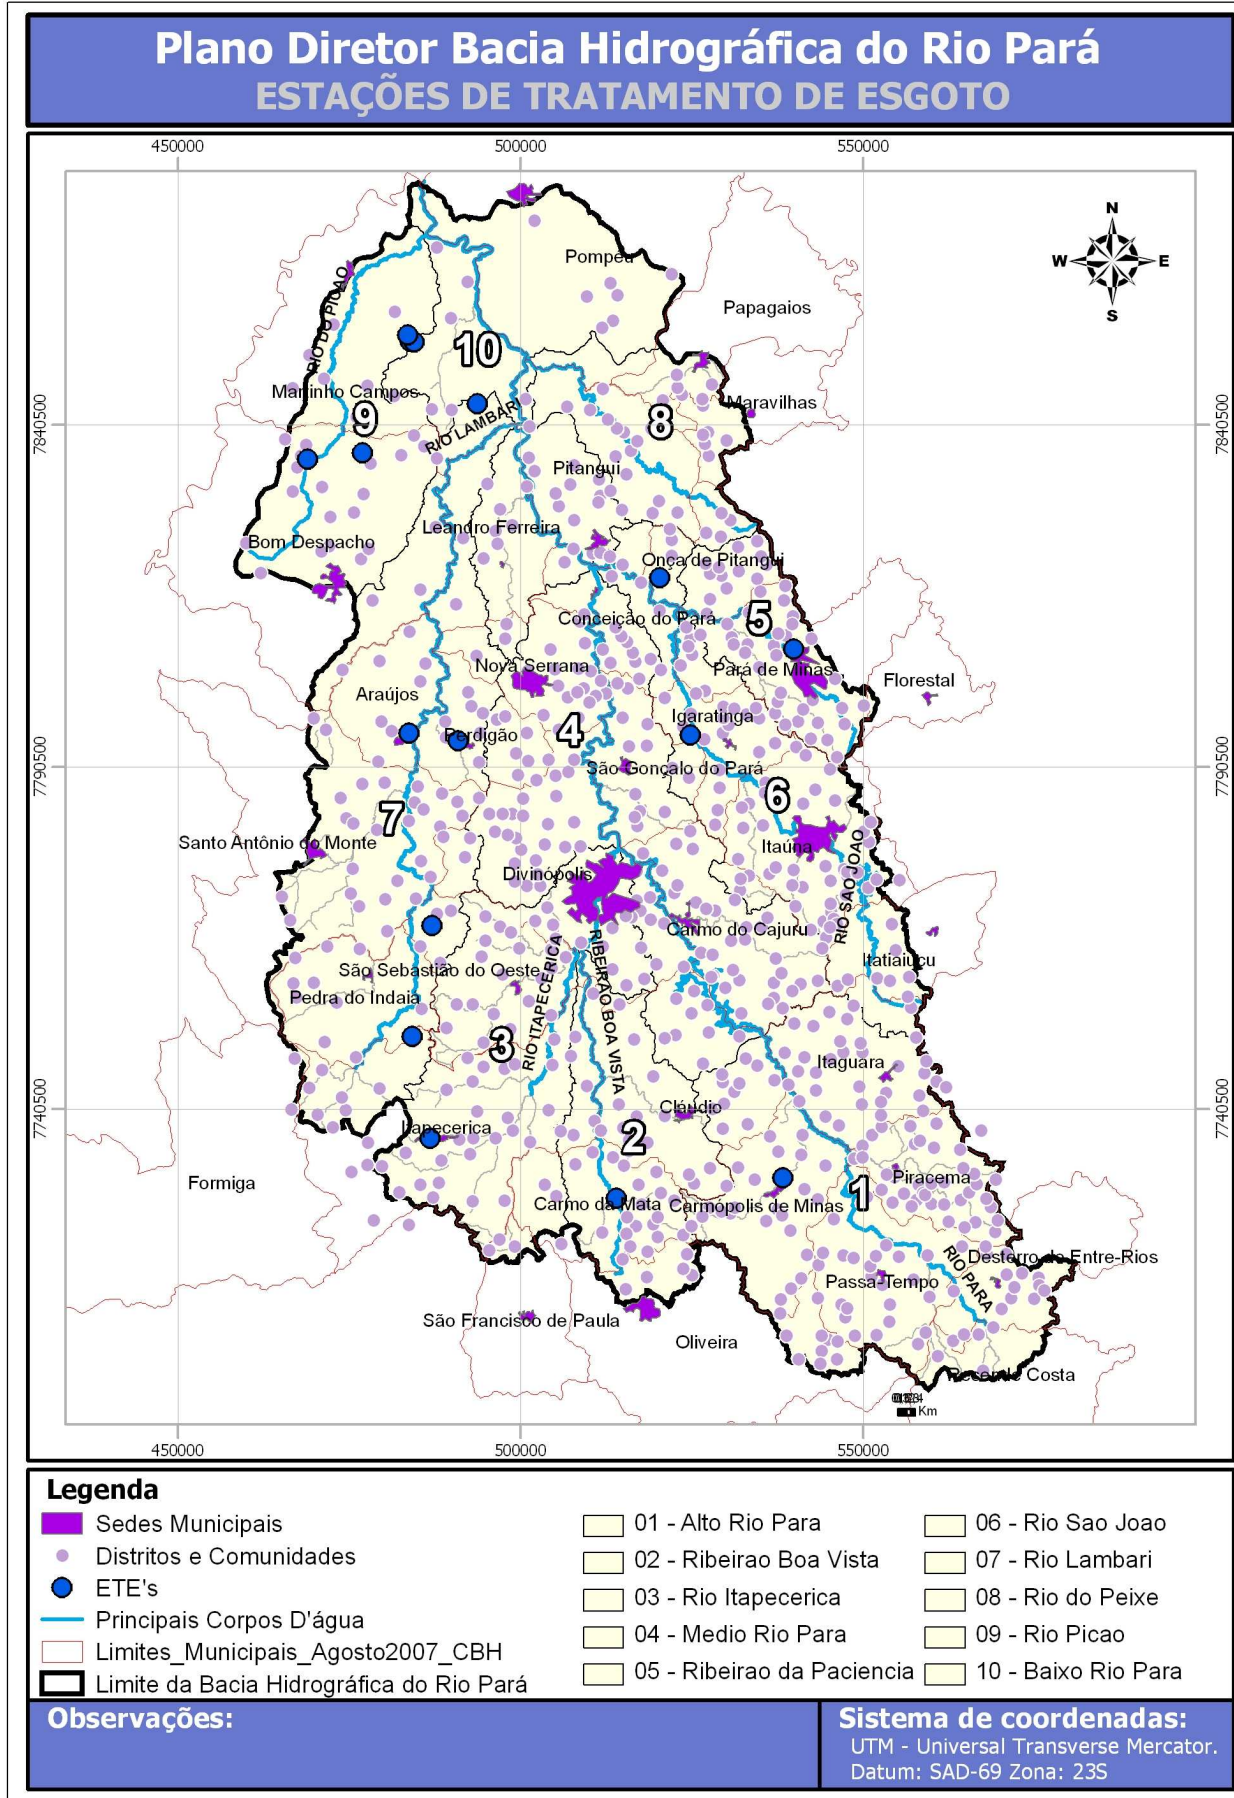 Plano Diretor Bacia Hidrográfica do Rio Pará
ESTAÇÕES DE TRATAMENTO DE ESGOTO
450000
500000
550000
N
W
E
S
Pompéu
Papagaios
RIO DO PICAO
10
Martinho Campos
Maravilhas
9
8
RIO LAMBARI
7840500
7840500
Pitangui
Leandro Ferreira
Bom Despacho
Onça de Pitangui
5
Conceição do Pará
Nova Serrana
Pará de Minas
Florestal
Araújos
Igaratinga
4
Perdigão
São Gonçalo do Pará
7790500
7790500
6
7
Santo Antônio do Monte
Itaúna
Divinópolis
RIO SAO JOAO
Carmo do Cajuru
RIO ITAPECERICA
RIBEIRAO BOA VISTA
Itatiaiuçu
São Sebastião do Oeste
Pedra do Indaia
3
Itaguara
7740500
7740500
Cláudio
Itapecerica
2
Formiga
Piracema
1
Carmo da Mata
Carmópolis de Minas
Desterro de Entre-Rios
RIO PARA
Passa-Tempo
São Francisco de Paula
Oliveira
Resende Costa
Km
450000
500000
550000
Legenda
Sedes Municipais
Distritos e Comunidades
ETE's
Principais Corpos D'água
Limites_Municipais_Agosto2007_CBH
Limite da Bacia Hidrográfica do Rio Pará
01 - Alto Rio Para
02 - Ribeirao Boa Vista
03 - Rio Itapecerica
04 - Medio Rio Para
05 - Ribeirao da Paciencia
06 - Rio Sao Joao
07 - Rio Lambari
08 - Rio do Peixe
09 - Rio Picao
10 - Baixo Rio Para
Observações:
Sistema de coordenadas:
UTM - Universal Transverse Mercator.
Datum: SAD-69 Zona: 23S